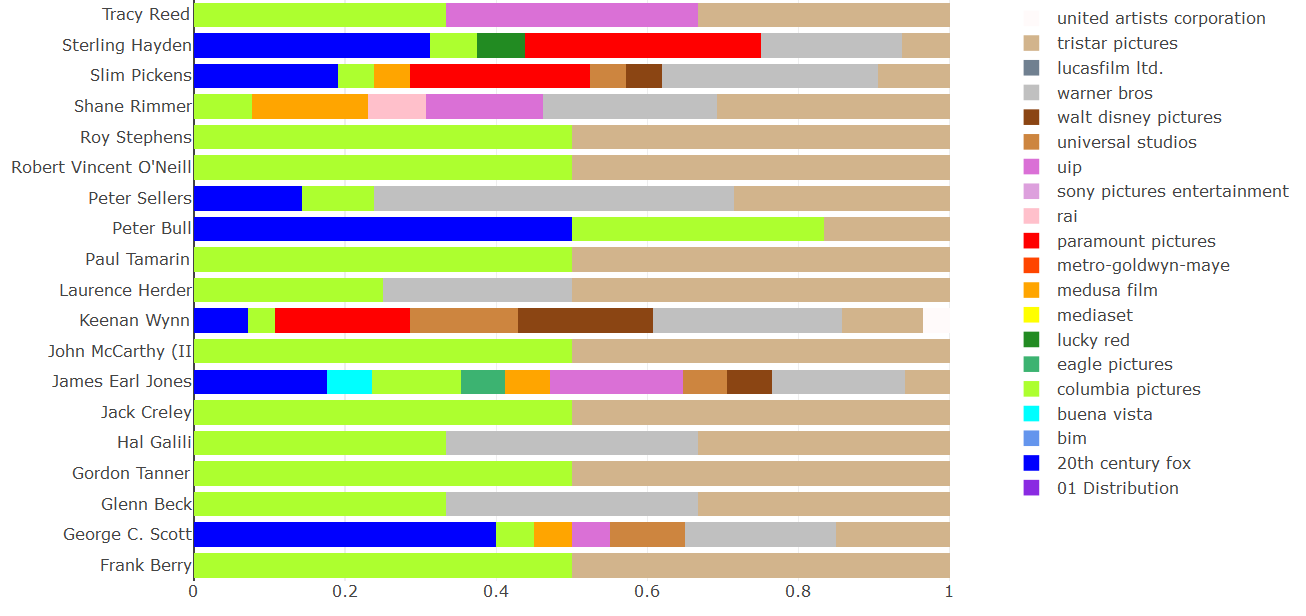 Tracy Reed
Sterling Hayden
Slim Pickens
Shane Rimmer
Roy Stephens
Robert Vincent O'Neill
Peter Sellers
Peter Bull
Paul Tamarin
Laurence Herder
Keenan Wynn
John McCarthy (II
James Earl Jones
Jack Creley
Hal Galili
Gordon Tanner
Glenn Beck
George C. Scott
Frank Berry
0 0.2 0.4 0.6 0.8 1
united artists corporation
tristar pictures
lucasfilm ltd.
warner bros
walt disney pictures
universal studios
uip
sony pictures entertainment
rai
paramount pictures
metro-goldwyn-maye
medusa film
mediaset
lucky red
eagle pictures
columbia pictures
buena vista
bim
20th century fox
01 Distribution